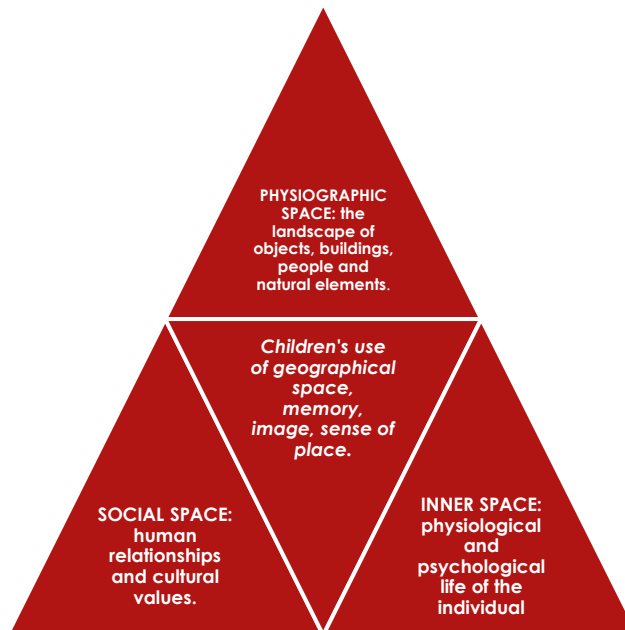 PHYSIOGRAPHIC
SPACE: the
landscape of
objects, buildings,
people and
natural elements.
Children's use
of geographical
space,
memory,
image, sense of
place.
SOCIAL SPACE:
human
relationships
and cultural
values.
INNER SPACE:
physiological
and
psychological
life of the
individual